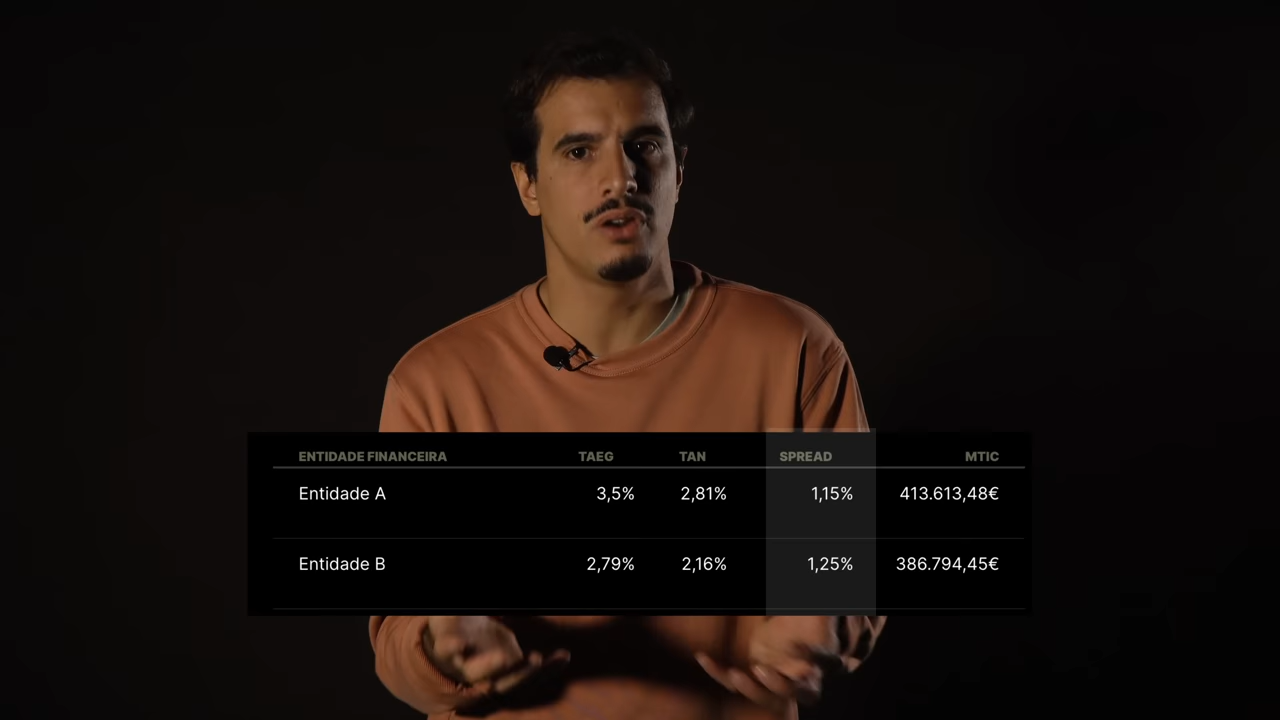 ENTIDADE FINANCEIRA TAEG TAN SPREAD MTIC
Entidade A 3,5% 2,81% 1,15% 413.613,48€
Entidade B 2,79% 2,16% 1,25% 386.794,45€